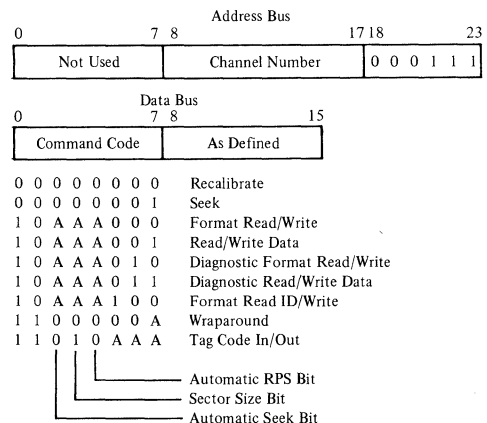 Address Bus
0 7 8 17 18 23
Not Used Channel Number 0 0 0 1 1 1
Data Bus
0 7 8 15
Command Code As Defined
0 0 0 0 0 0 0 0 Recalibrate
0 0 0 0 0 0 0 1 Seek
1 0 A A A 0 0 0 Format Read/Write
1 0 A A A 0 0 1 Read/Write Data
1 0 A A A 0 1 0 Diagnostic Format Read/Write
1 0 A A A 0 1 1 Diagnostic Read/Write Data
1 0 A A A 1 0 0 Format Read ID/Write
1 1 0 0 0 0 0 A Wraparound
1 1 0 1 0 A A A Tag Code In/Out
Automatic RPS Bit
Sector Size Bit
Automatic Seek Bit